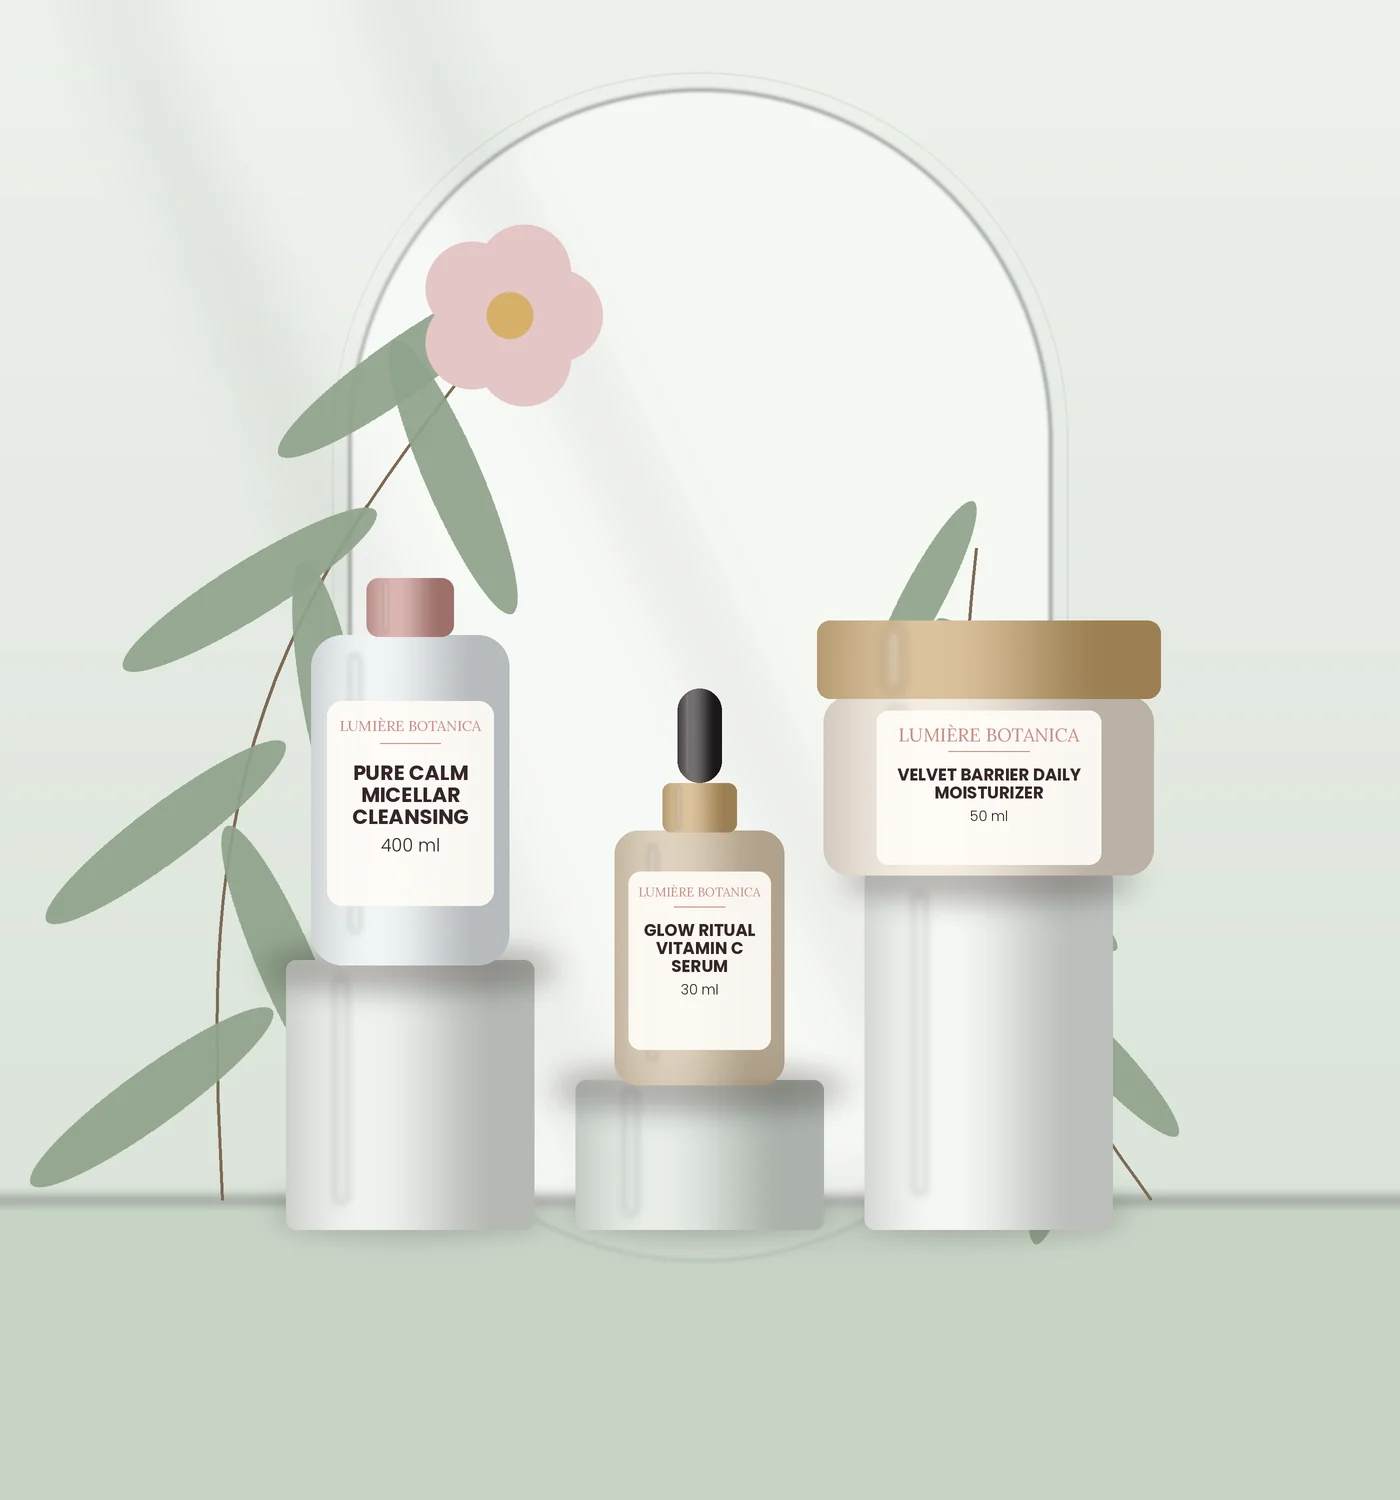 LUMIÈRE BOTANICA
PURE CALM
MICELLAR
CLEANSING
400 ml
LUMIÈRE BOTANICA
GLOW RITUAL
VITAMIN C
SERUM
30 ml
LUMIÈRE BOTANICA
VELVET BARRIER DAILY
MOISTURIZER
50 ml